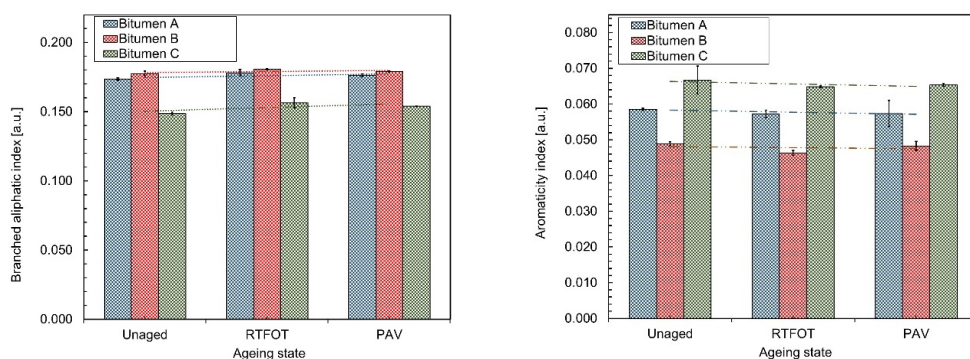 Branched aliphatic index [a.u.]
0.200
0.150
0.100
0.050
0.000
Bitumen A
Bitumen B
Bitumen C
Unaged
RTFOT
PAV
Ageing state
Aromaticity index [a.u.]
0.080
0.070
0.060
0.050
0.040
0.030
0.020
0.010
0.000
Bitumen A
Bitumen B
Bitumen C
Unaged
RTFOT
PAV
Ageing state